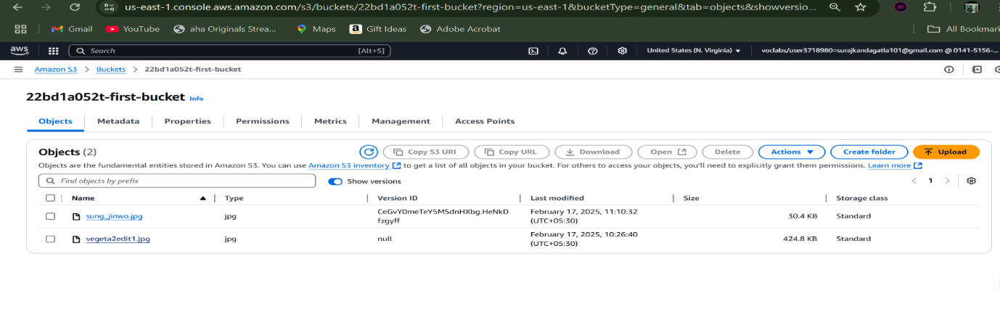 us-east-1.console.aws.amazon.com/s3/buckets/22bd1a052t-first-bucket?region=us-east-1&bucketType=general&tab=objects&showversio...
Gmail YouTube aha Originals Strea... Maps Gift Ideas Adobe Acrobat All Bookmark
aws Search [Alt+S] United States (N. Virginia) voclabs/user3718980=surajkandagatla101@gmail.com @ 0141-5156-...
Amazon S3 > Buckets > 22bd1a052t-first-bucket
22bd1a052t-first-bucket Info
Objects Metadata Properties Permissions Metrics Management Access Points
Objects (2) Copy S3 URI Copy URL Download Open Delete Actions Create folder Upload
Objects are the fundamental entities stored in Amazon S3. You can use Amazon S3 inventory to get a list of all objects in your bucket. For others to access your objects, you'll need to explicitly grant them permissions. Learn more
Find objects by prefix Show versions < 1 >
Name Type Version ID Last modified Size Storage class
sung_jinwo.jpg jpg CeGvY0meTeY5MSdnHXbg.HeNkD February 17, 2025, 11:10:32 30.4 KB Standard
fzgyff (UTC+05:30)
vegeta2edit1.jpg jpg null February 17, 2025, 10:26:40 424.8 KB Standard
(UTC+05:30)